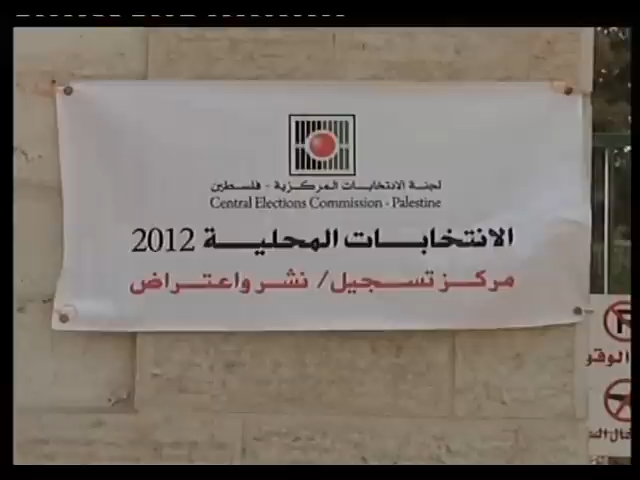 لجنة الانتخابات المركزية - فلسطين
Central Elections Commission - Palestine
الانتخابات المحلية 2012
مركز تسجيل/ نشر واعتراض